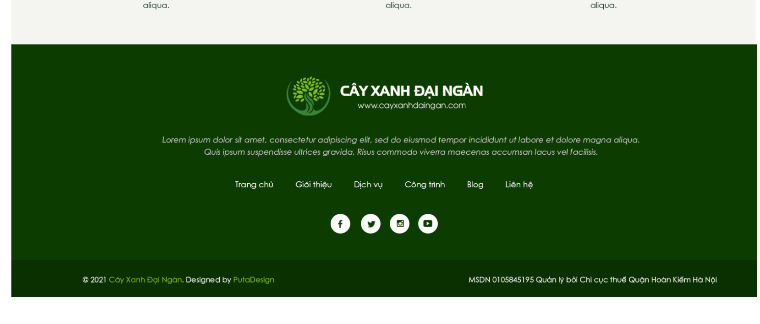 aliqua. aliqua. aliqua.
CÂY XANH ĐẠI NGÀN
www.cayxanhdaingan.com
Lorem ipsum dolor sit amet, consectetur adipiscing elit, sed do eiusmod tempor incididunt ut labore et dolore magna aliqua.
Quis ipsum suspendisse ultrices gravida. Risus commodo viverra maecenas accumsan lacus vel facilisis.
Trang chủ Giới thiệu Dịch vụ Công trình Blog Liên hệ
© 2021 Cây Xanh Đại Ngàn. Designed by PutaDesign MSDN 0105845195 Quản lý bởi Chi cục thuế Quận Hoàn Kiếm Hà Nội